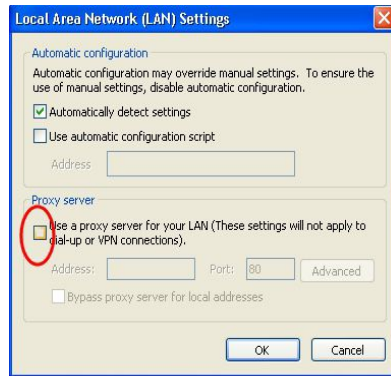 Local Area Network (LAN) Settings
Automatic configuration
Automatic configuration may override manual settings. To ensure the
use of manual settings, disable automatic configuration.
Automatically detect settings
Use automatic configuration script
Address
Proxy server
Use a proxy server for your LAN (These settings will not apply to
dial-up or VPN connections).
Address: Port: 80 Advanced
Bypass proxy server for local addresses
OK Cancel